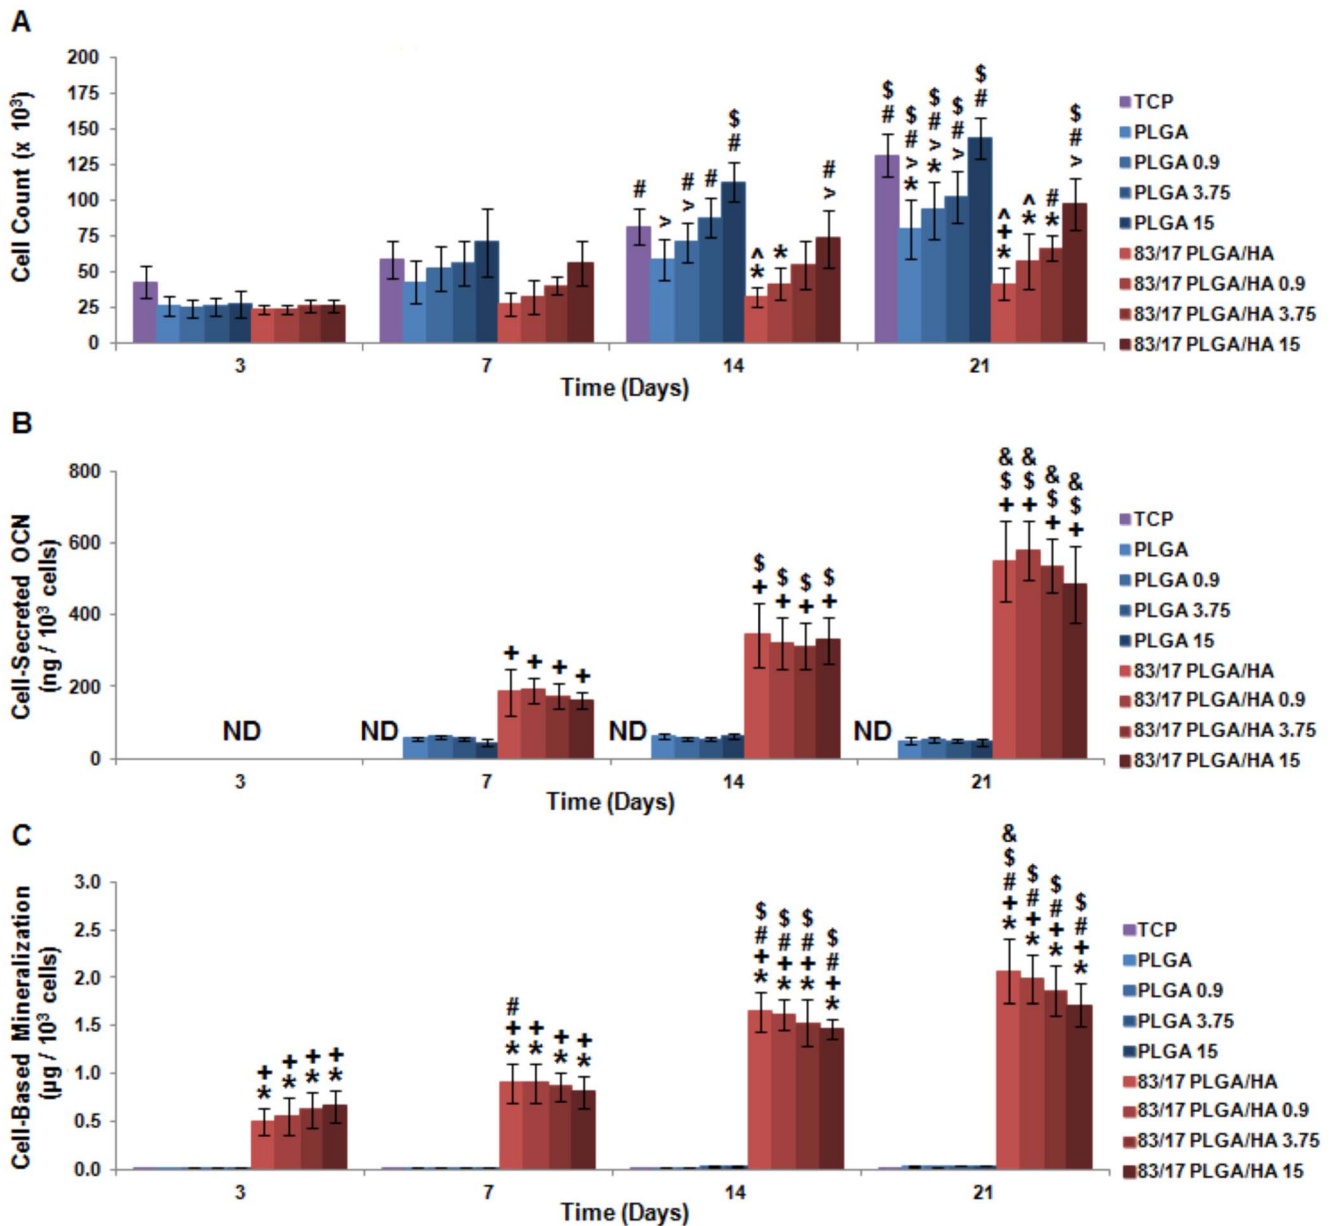 A
Cell Count (x 10³)
200
175
150
125
100
75
50
25
0
# $
# > * $
# > * $
# > $
# $
# $
# >
#
#
>
# >
#
# $
# >
^ *
*
^ + *
^ *
# *
# > $
3
7
14
21
Time (Days)
TCP
PLGA
PLGA 0.9
PLGA 3.75
PLGA 15
83/17 PLGA/HA
83/17 PLGA/HA 0.9
83/17 PLGA/HA 3.75
83/17 PLGA/HA 15
B
Cell-Secreted OCN
(ng / 10³ cells)
800
600
400
200
0
ND
ND
ND
ND
+ + + +
$ $ $ $
+ + + +
& & & &
$ $ $ $
+ + + +
3
7
14
21
Time (Days)
TCP
PLGA
PLGA 0.9
PLGA 3.75
PLGA 15
83/17 PLGA/HA
83/17 PLGA/HA 0.9
83/17 PLGA/HA 3.75
83/17 PLGA/HA 15
C
Cell-Based Mineralization
(µg / 10³ cells)
3.0
2.5
2.0
1.5
1.0
0.5
0.0
+ + + +
* * * *
#
+ + + +
* * * *
$ $ $ $
# # # #
+ + + +
* * * *
&
$ $ $ $
# # # #
+ + + +
* * * *
3
7
14
21
Time (Days)
TCP
PLGA
PLGA 0.9
PLGA 3.75
PLGA 15
83/17 PLGA/HA
83/17 PLGA/HA 0.9
83/17 PLGA/HA 3.75
83/17 PLGA/HA 15